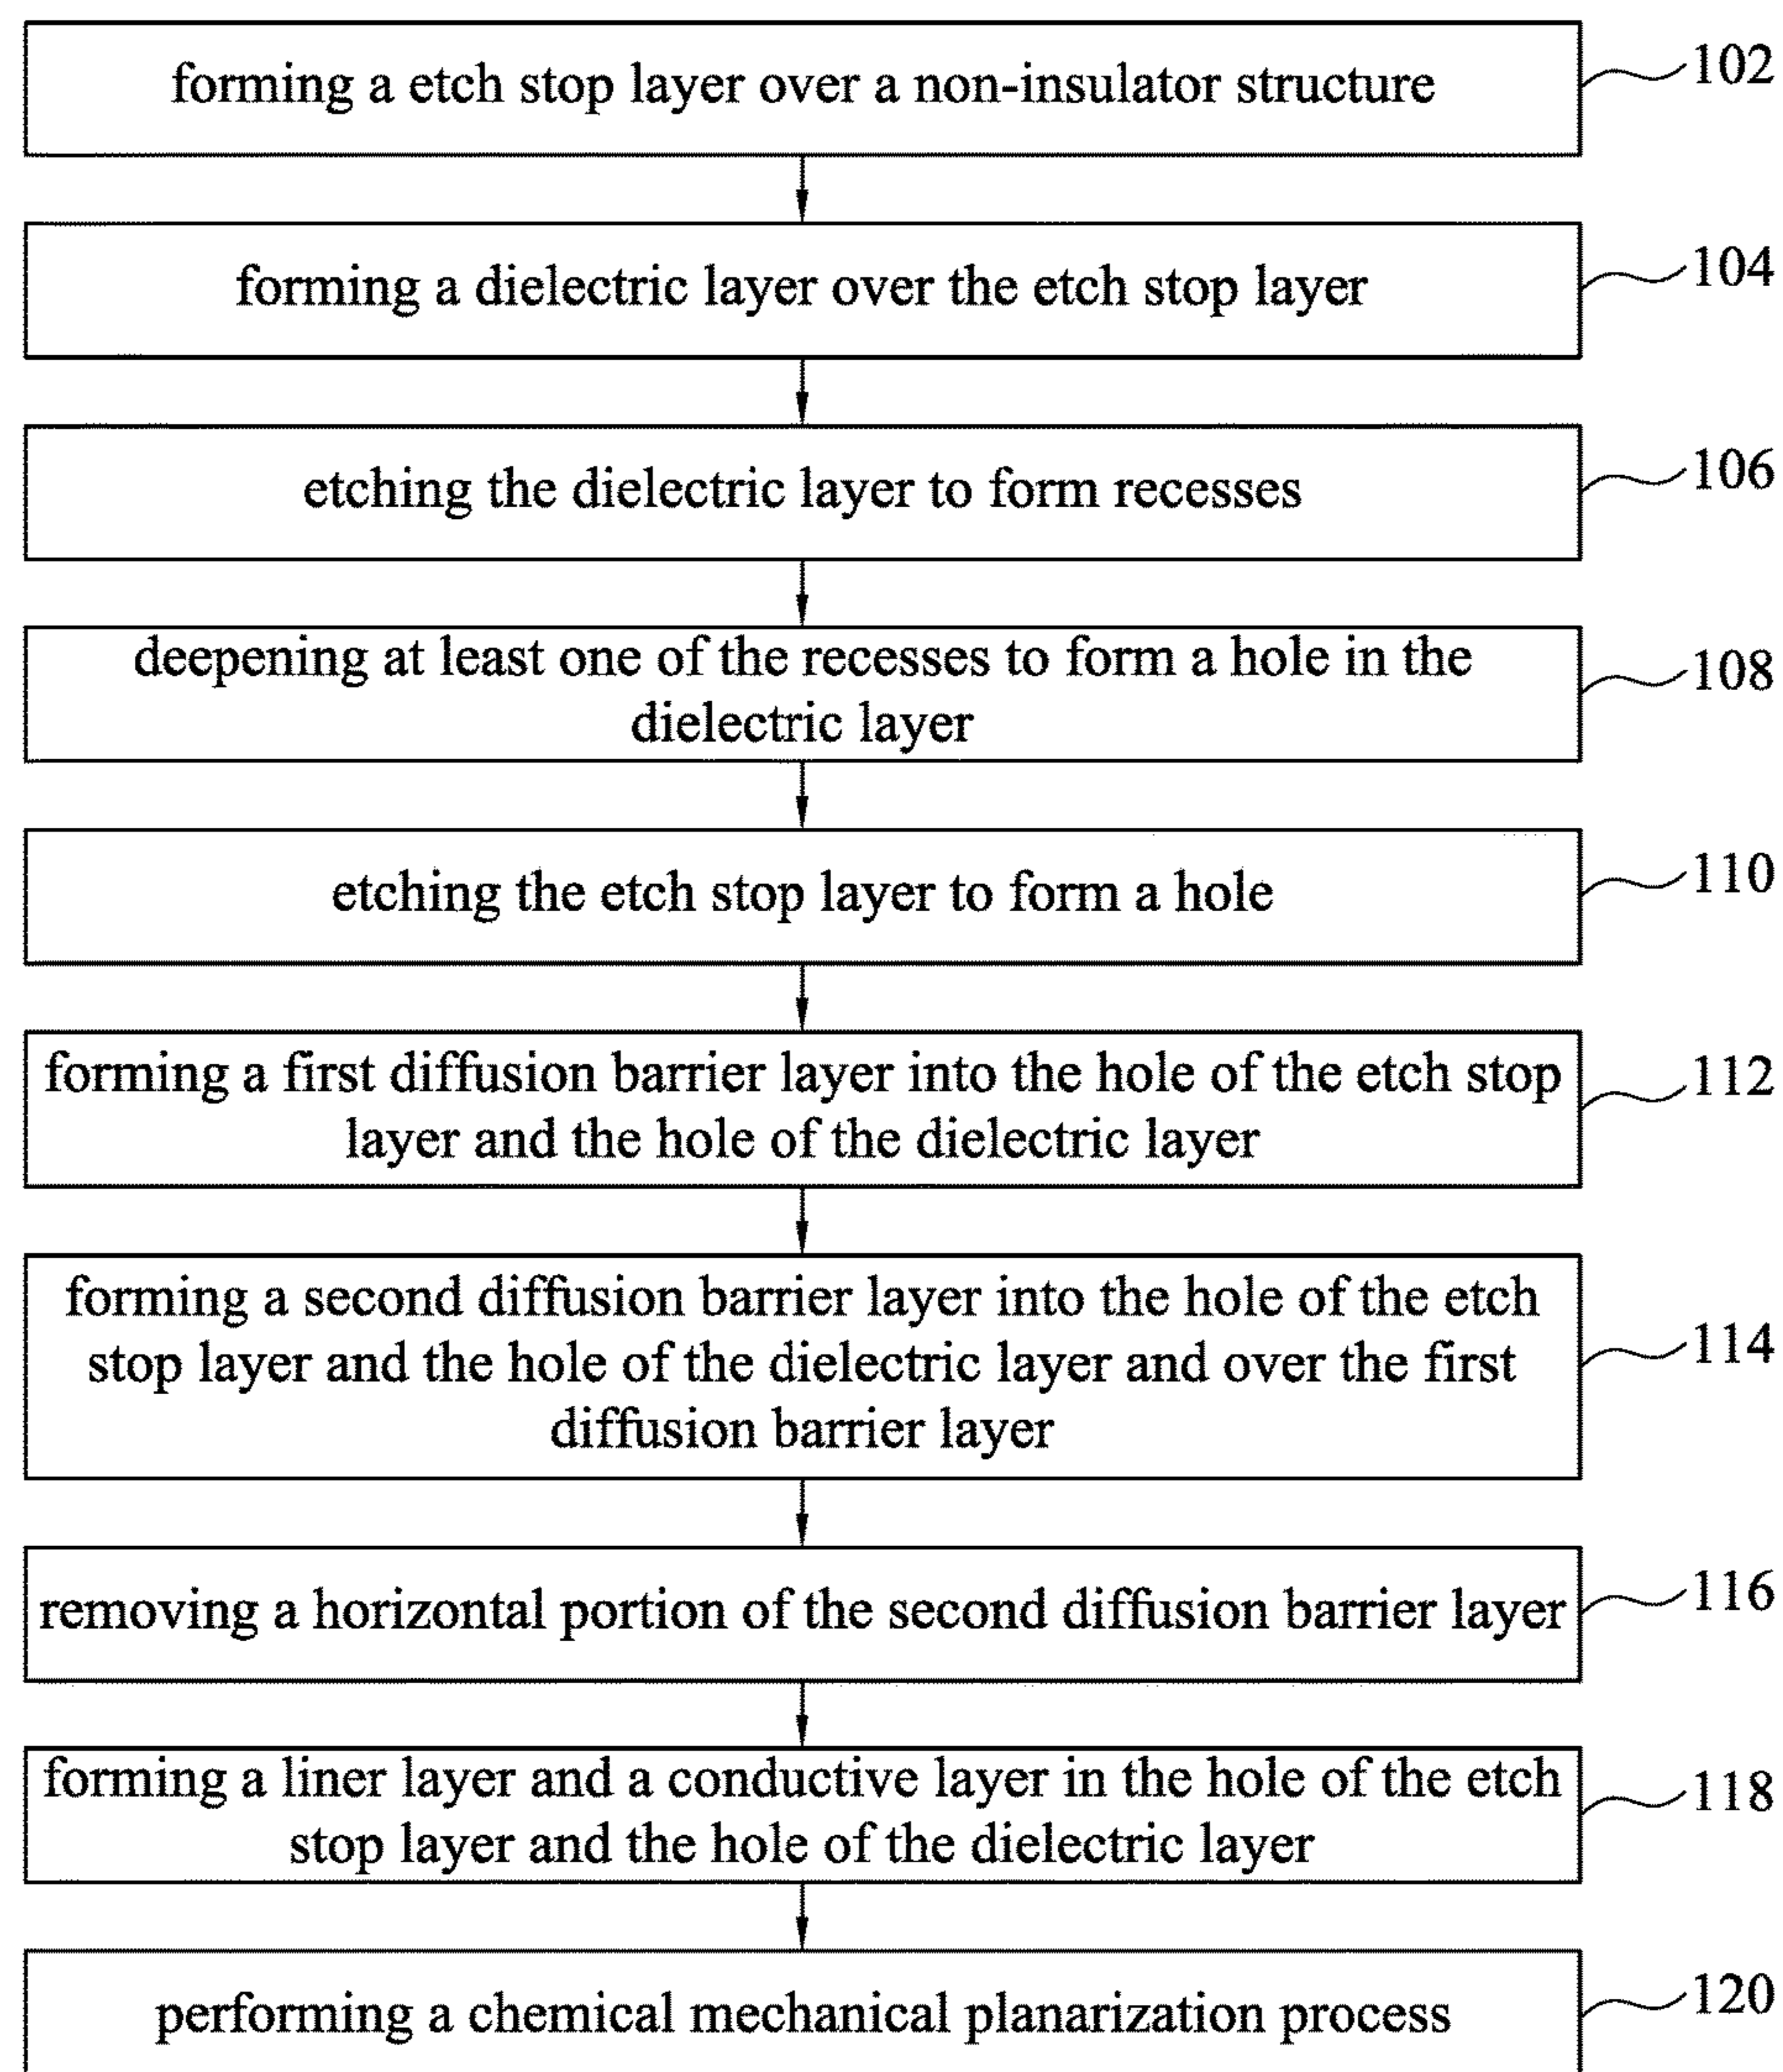 forming a etch stop layer over a non-insulator structure
102
forming a dielectric layer over the etch stop layer
104
etching the dielectric layer to form recesses
106
deepening at least one of the recesses to form a hole in the
dielectric layer
108
etching the etch stop layer to form a hole
110
forming a first diffusion barrier layer into the hole of the etch stop
layer and the hole of the dielectric layer
112
forming a second diffusion barrier layer into the hole of the etch
stop layer and the hole of the dielectric layer and over the first
diffusion barrier layer
114
removing a horizontal portion of the second diffusion barrier layer
116
forming a liner layer and a conductive layer in the hole of the etch
stop layer and the hole of the dielectric layer
118
performing a chemical mechanical planarization process
120